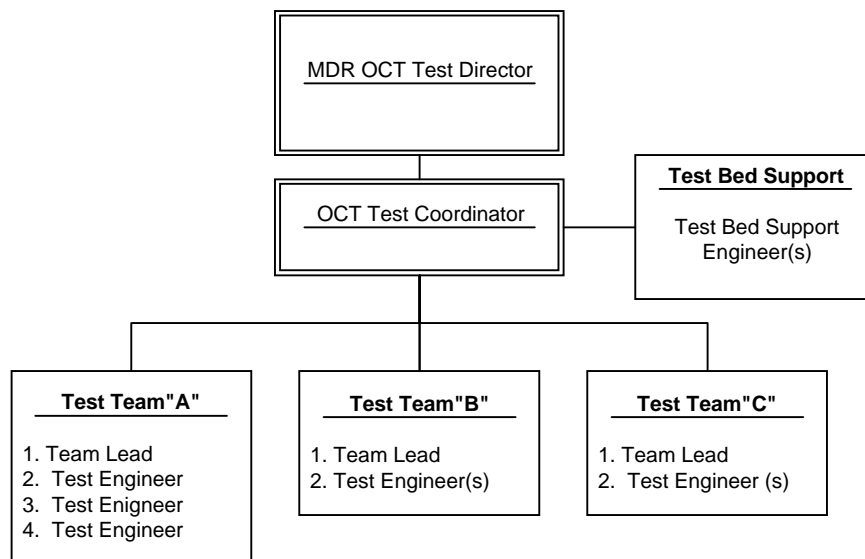 MDR OCT Test Director
OCT Test Coordinator
Test Bed Support
Test Bed Support
Engineer(s)
Test Team"A"
1. Team Lead
2. Test Engineer
3. Test Enigneer
4. Test Engineer
Test Team"B"
1. Team Lead
2. Test Engineer(s)
Test Team"C"
1. Team Lead
2. Test Engineer (s)